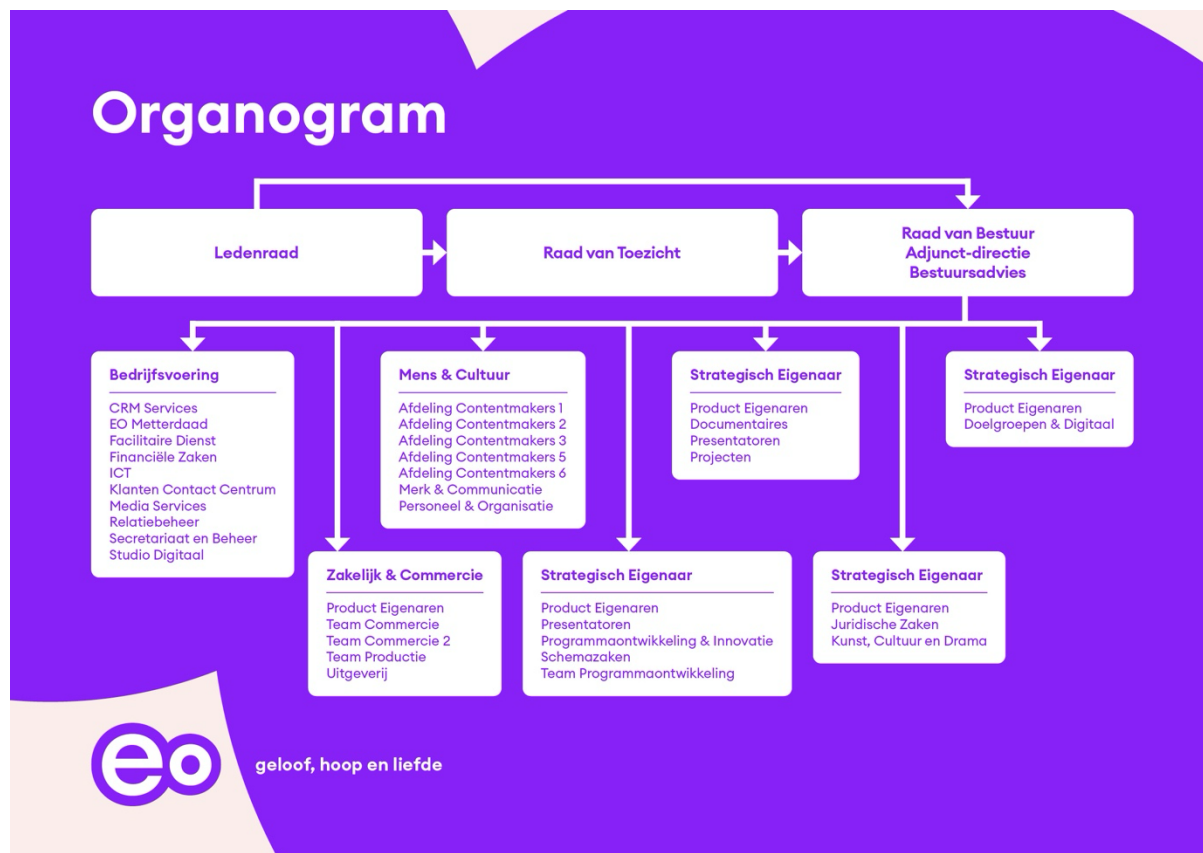 Organogram
Ledenraad
Raad van Toezicht
Raad van Bestuur
Adjunct-directie
Bestuursadvies
Bedrijfsvoering
CRM Services
EO Metterdaad
Facilitaire Dienst
Financiële Zaken
ICT
Klanten Contact Centrum
Media Services
Relatiebeheer
Secretariaat en Beheer
Studio Digitaal
Mens & Cultuur
Afdeling Contentmakers 1
Afdeling Contentmakers 2
Afdeling Contentmakers 3
Afdeling Contentmakers 5
Afdeling Contentmakers 6
Merk & Communicatie
Personeel & Organisatie
Strategisch Eigenaar
Product Eigenaren
Documentaires
Presentatoren
Projecten
Strategisch Eigenaar
Product Eigenaren
Doelgroepen & Digitaal
Zakelijk & Commercie
Product Eigenaren
Team Commercie
Team Commercie 2
Team Productie
Uitgeverij
Strategisch Eigenaar
Product Eigenaren
Presentatoren
Programmaontwikkeling & Innovatie
Schemazaken
Team Programmaontwikkeling
Strategisch Eigenaar
Product Eigenaren
Juridische Zaken
Kunst, Cultuur en Drama
eo
geloof, hoop en liefde